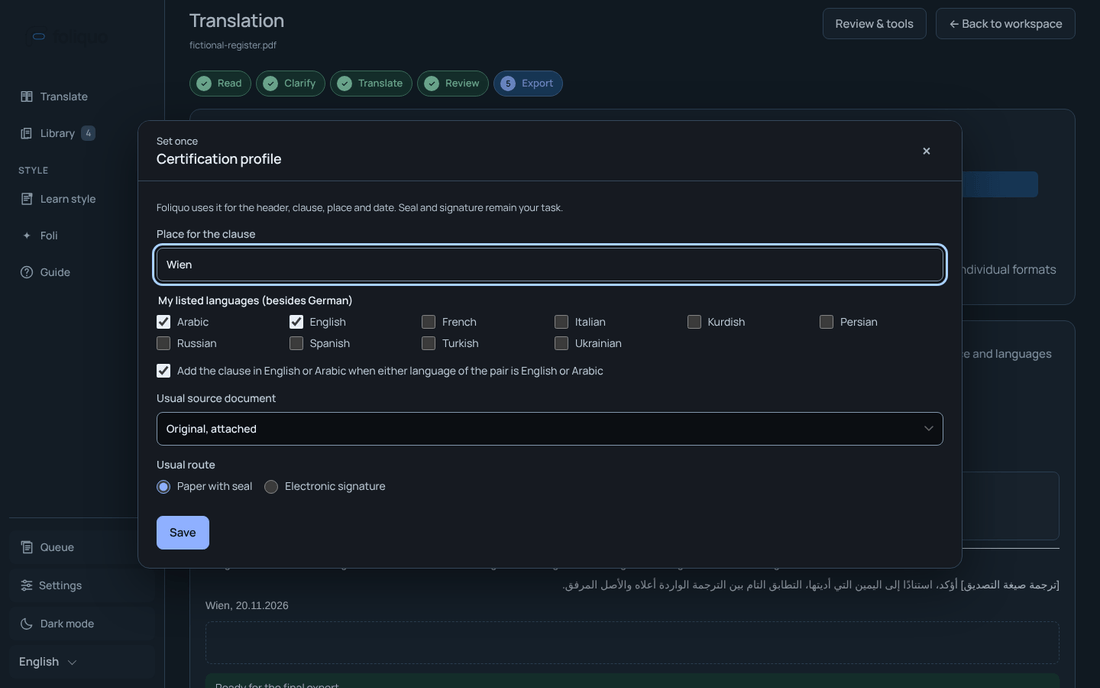 Translation
Review & tools
← Back to workspace
fictional-register.pdf
Read
Clarify
Translate
Review
5 Export
Translate
Library 4
STYLE
Learn style
Foli
Guide
Queue
Settings
Dark mode
English
Set once
Certification profile
×
Foliquo uses it for the header, clause, place and date. Seal and signature remain your task.
Place for the clause
Wien
My listed languages (besides German)
Arabic
English
French
Italian
Kurdish
Persian
Russian
Spanish
Turkish
Ukrainian
Add the clause in English or Arabic when either language of the pair is English or Arabic
Usual source document
Original, attached
Usual route
Paper with seal
Electronic signature
Save
formats
and languages
[ترجمة صيغة التصديق] أؤكد، استنادًا إلى اليمين التي أديتها، التطابق التام بين الترجمة الواردة أعلاه والأصل المرفق.
Wien, 20.11.2026
Ready for the final export